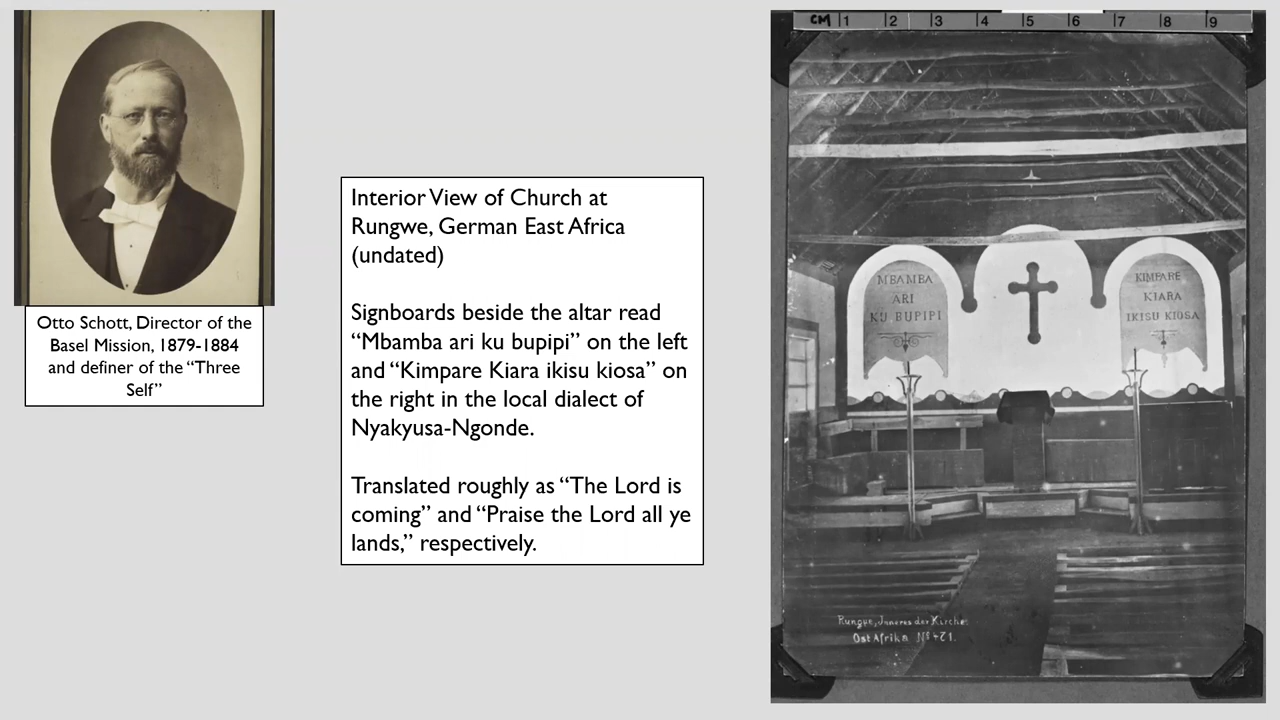 Otto Schott, Director of the
Basel Mission, 1879-1884
and definer of the “Three
Self”
Interior View of Church at
Rungwe, German East Africa
(undated)
Signboards beside the altar read
“Mbamba ari ku bupipi” on the left
and “Kimpare Kiara ikisu kiosa” on
the right in the local dialect of
Nyakyusa-Ngonde.
Translated roughly as “The Lord is
coming” and “Praise the Lord all ye
lands,” respectively.
CM 1 2 3 4 5 6 7 8 9
MBAMBA
ARI
KU BUPIPI
KIMPARE
KIARA
IKISU KIOSA
Rungue, Inneres der Kirche.
Ost Afrika